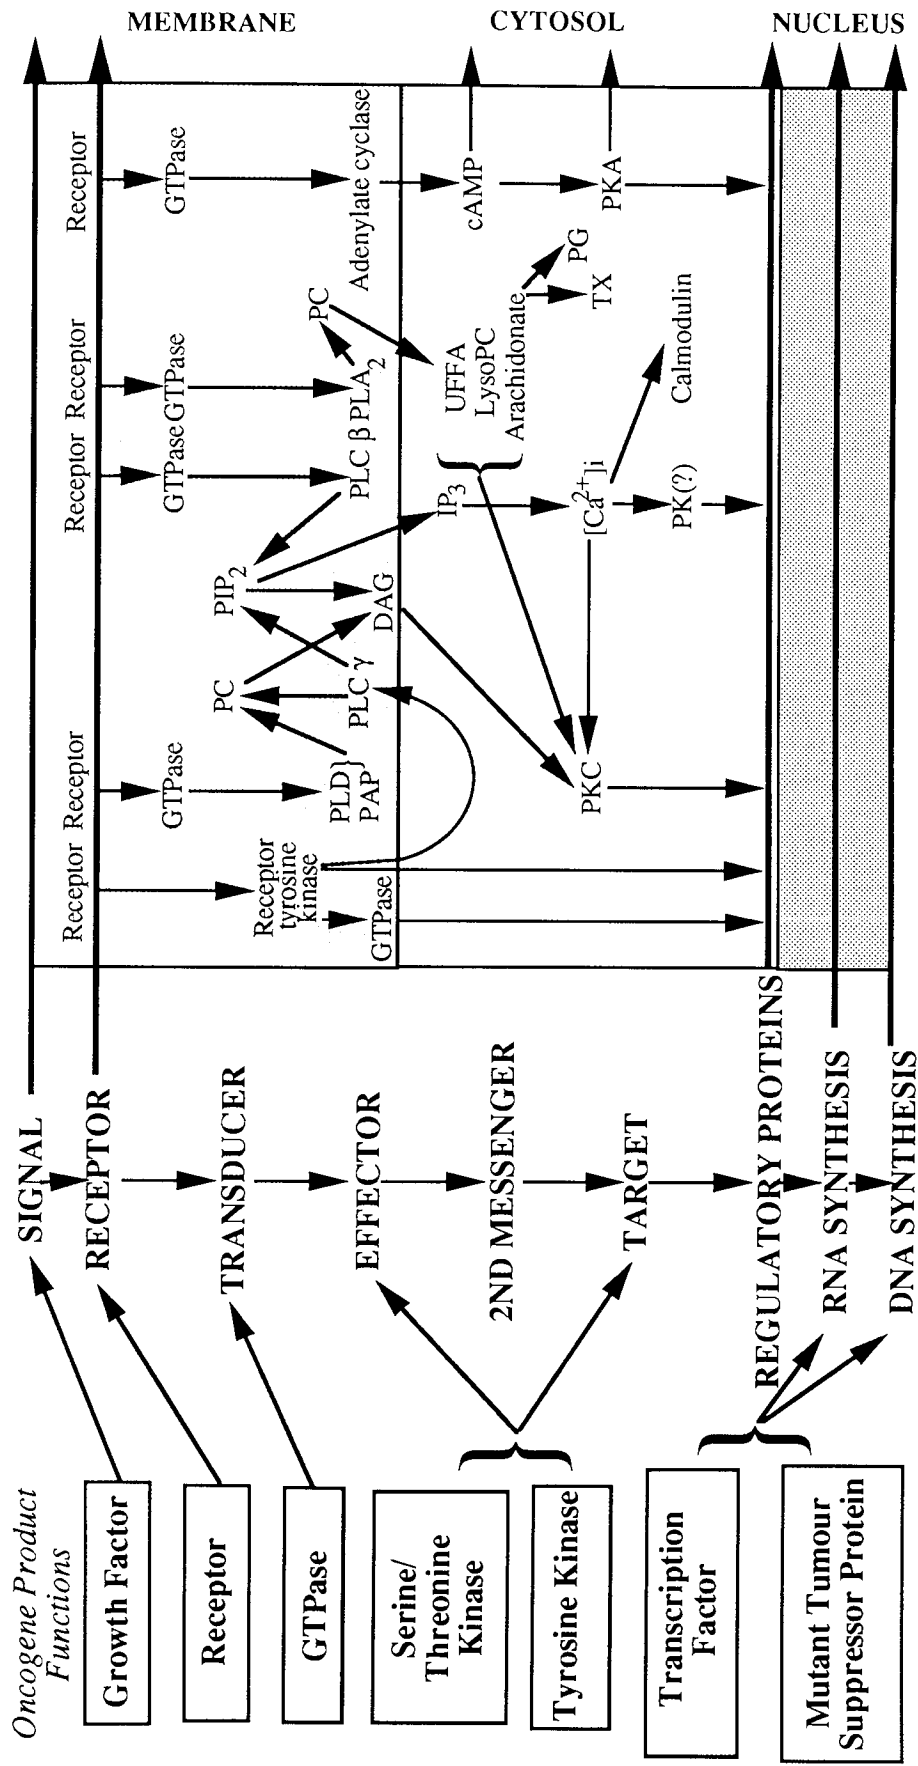 Oncogene Product
Functions
Growth Factor
Receptor
GTPase
Serine/
Threonine
Kinase
Tyrosine Kinase
Transcription
Factor
Mutant Tumour
Suppressor Protein
SIGNAL
RECEPTOR
TRANSDUCER
EFFECTOR
2ND MESSENGER
TARGET
REGULATORY PROTEINS
RNA SYNTHESIS
DNA SYNTHESIS
Receptor Receptor Receptor Receptor Receptor
GTPase GTPase GTPase GTPase
Receptor
tyrosine
kinase
GTPase
PLD}
PAP
PC
PLC γ
PIP2
DAG
PLC β PLA2
PC
Adenylate cyclase
IP3
UFFA
LysoPC
Arachidonate
PG
TX
cAMP
PKA
PKC
[Ca2+]i
PK(?)
Calmodulin
MEMBRANE
CYTOSOL
NUCLEUS